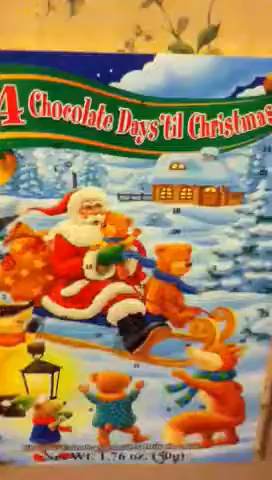 4 Chocolate Days 'til Christmas
NET WT. 1.76 oz. (50g)